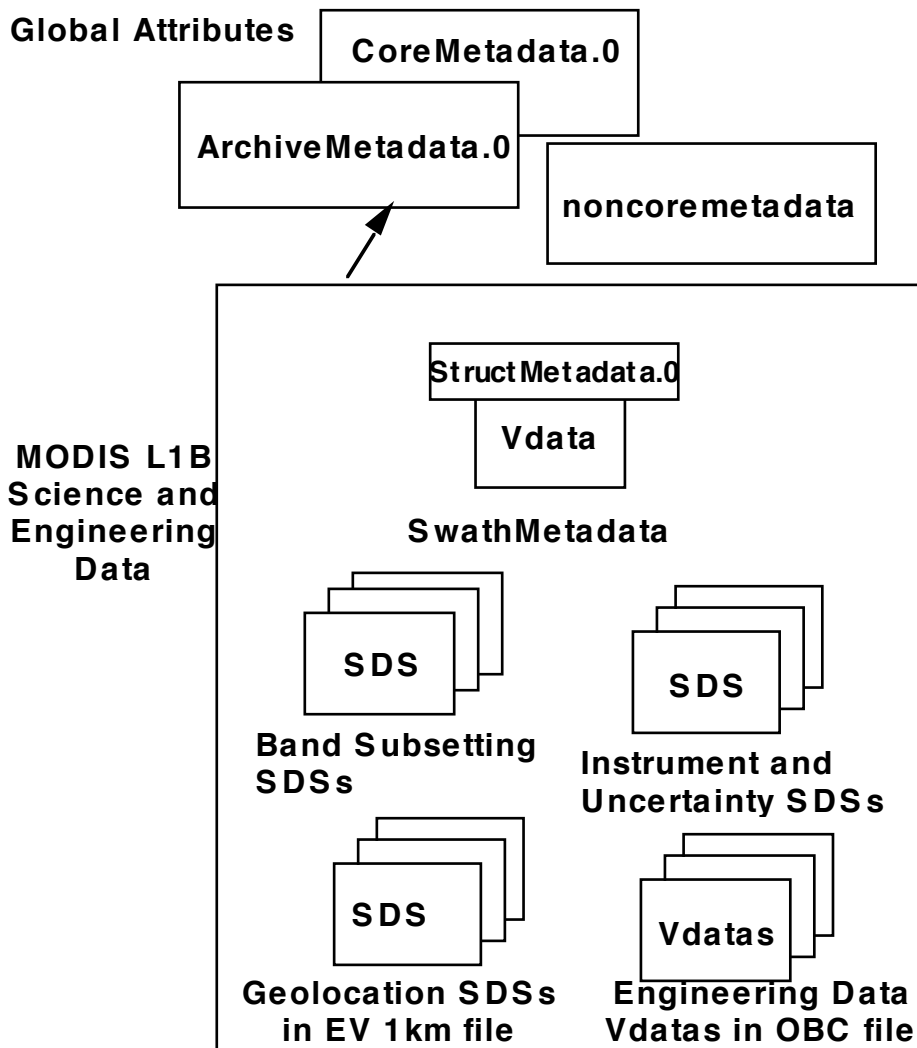 Global Attributes
CoreMetadata.0
ArchiveMetadata.0
noncoremetadata
StructMetadata.0
Vdata
MODIS L1B
Science and
Engineering
Data
SwathMetadata
SDS
SDS
Band Subsetting
SDSs
Instrument and
Uncertainty SDSs
SDS
Vdatas
Geolocation SDSs
in EV 1km file
Engineering Data
Vdatas in OBC file